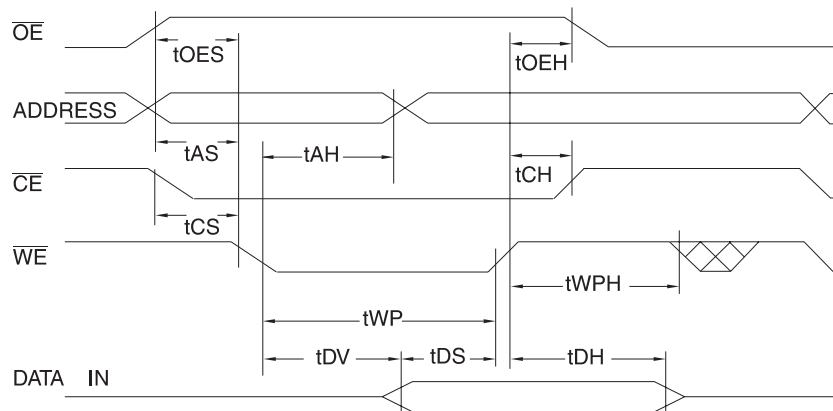 OE
tOES
tOEH
ADDRESS
tAS
tAH
tCH
CE
tCS
WE
tWPH
tWP
tDV
tDS
tDH
DATA IN